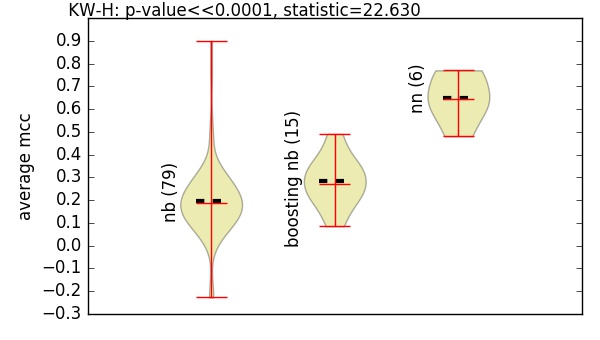 KW-H: p-value<<0.0001, statistic=22.630
0.9
0.8
0.7
0.6
0.5
0.4
0.3
0.2
0.1
0.0
−0.1
−0.2
−0.3
average mcc
nb (79)
boosting nb (15)
nn (6)